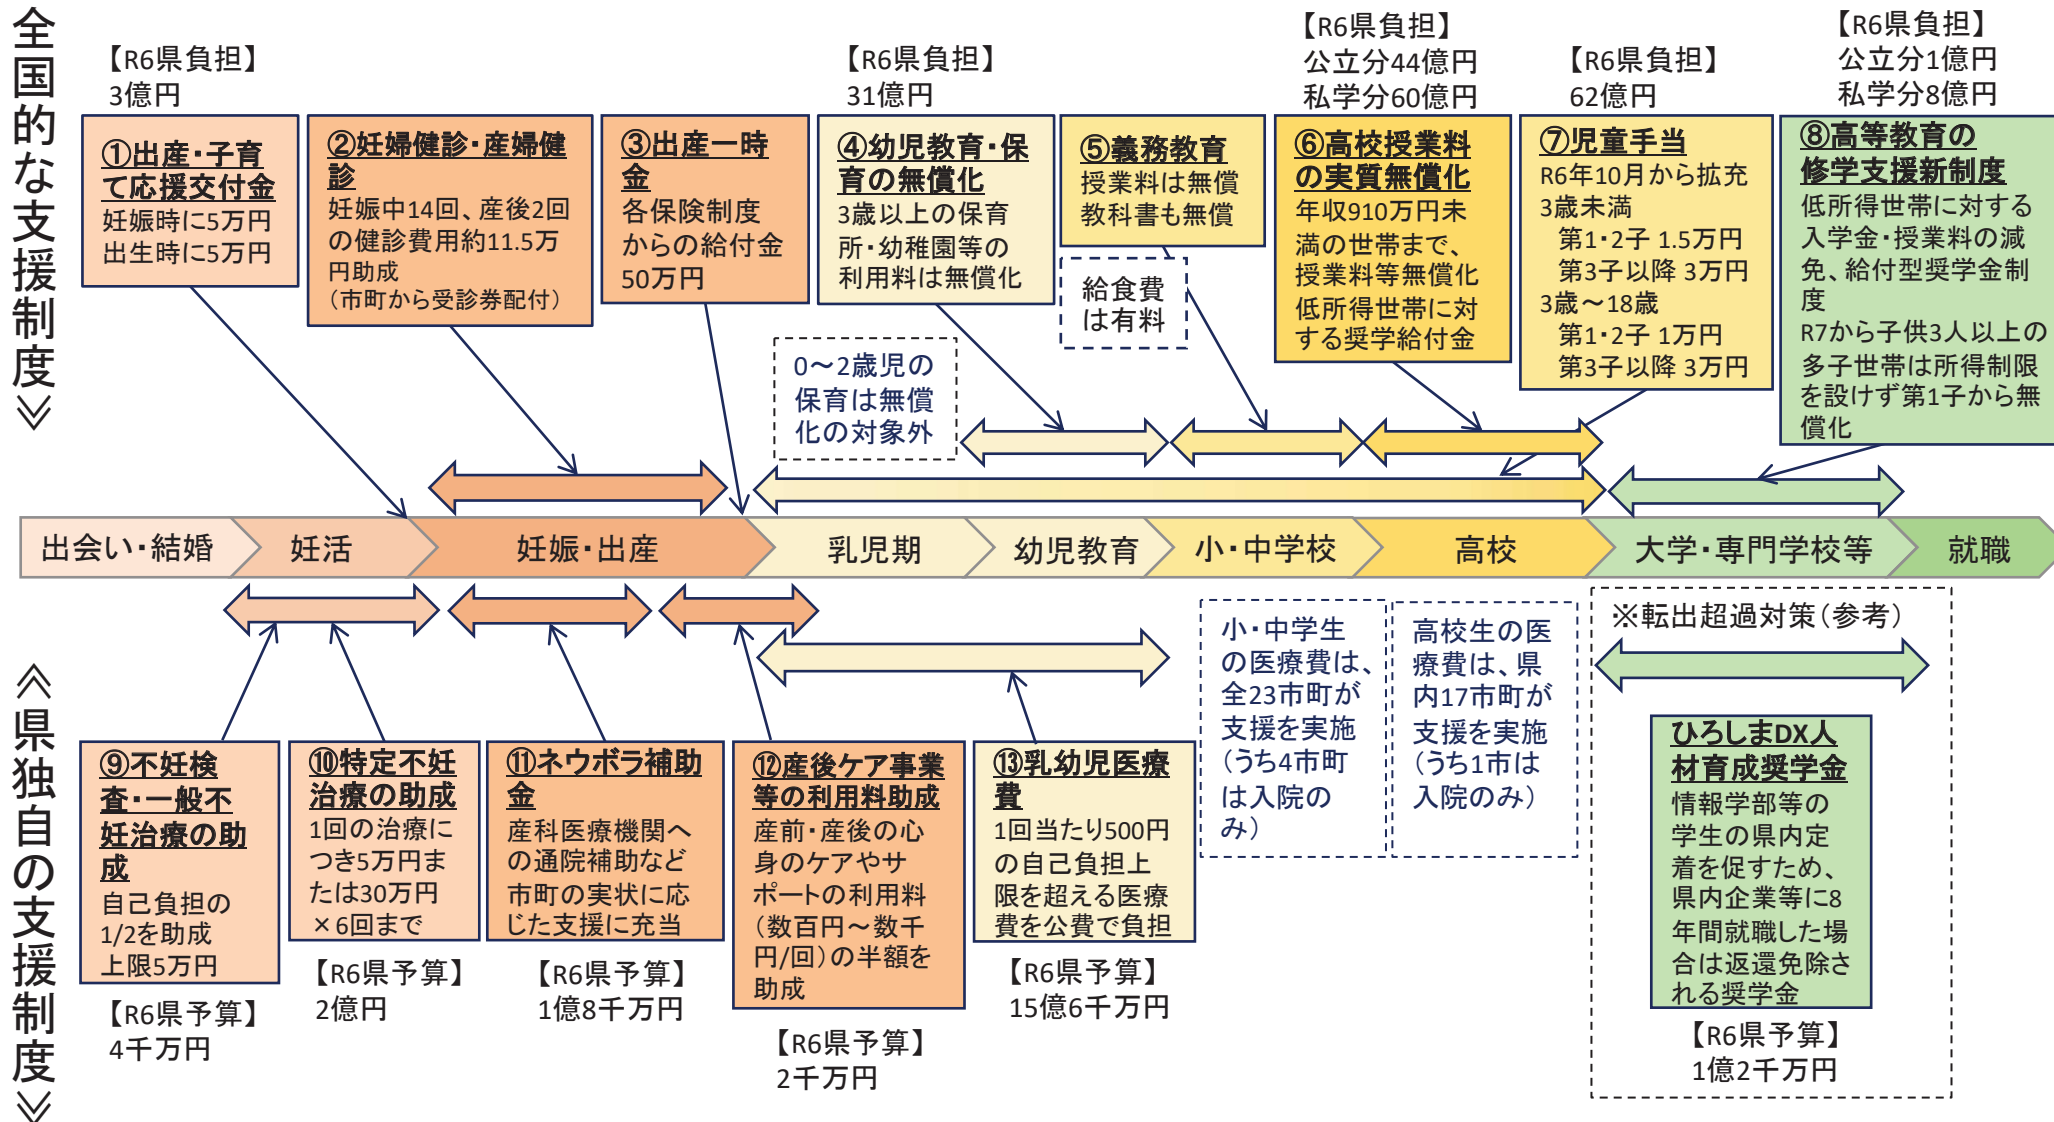 全国的な支援制度≫
【R6県負担】
3億円
①出産・子育
て応援交付金
妊娠時に5万円
出生時に5万円
②妊婦健診・産婦健
診
妊娠中14回、産後2回
の健診費用約11.5万
円助成
（市町から受診券配付）
③出産一時
金
各保険制度
からの給付金
50万円
【R6県負担】
31億円
④幼児教育・保
育の無償化
3歳以上の保育
所・幼稚園等の
利用料は無償化
0～2歳児の
保育は無償
化の対象外
⑤義務教育
授業料は無償
教科書も無償
給食費
は有料
【R6県負担】
公立分44億円
私学分60億円
⑥高校授業料
の実質無償化
年収910万円未
満の世帯まで、
授業料等無償化
低所得世帯に対
する奨学給付金
【R6県負担】
62億円
⑦児童手当
R6年10月から拡充
3歳未満
第1・2子 1.5万円
第3子以降 3万円
3歳～18歳
第1・2子 1万円
第3子以降 3万円
【R6県負担】
公立分1億円
私学分8億円
⑧高等教育の
修学支援新制度
低所得世帯に対する
入学金・授業料の減
免、給付型奨学金制
度
R7から子供3人以上の
多子世帯は所得制限
を設けず第1子から無
償化
出会い・結婚
妊活
妊娠・出産
乳児期
幼児教育
小・中学校
高校
大学・専門学校等
就職
≪県独自の支援制度≫
⑨不妊検
査・一般不
妊治療の助
成
自己負担の
1/2を助成
上限5万円
【R6県予算】
4千万円
⑩特定不妊
治療の助成
1回の治療に
つき5万円ま
たは30万円
×6回まで
【R6県予算】
2億円
⑪ネウボラ補助
金
産科医療機関へ
の通院補助など
市町の実状に応
じた支援に充当
【R6県予算】
1億8千万円
⑫産後ケア事業
等の利用料助成
産前・産後の心
身のケアやサ
ポートの利用料
（数百円～数千
円/回）の半額を
助成
【R6県予算】
2千万円
⑬乳幼児医療
費
1回当たり500円
の自己負担上
限を超える医療
費を公費で負担
【R6県予算】
15億6千万円
小・中学生
の医療費は、
全23市町が
支援を実施
（うち4市町
は入院の
み）
高校生の医
療費は、県
内17市町が
支援を実施
（うち1市は
入院のみ）
※転出超過対策（参考）
ひろしまDX人
材育成奨学金
情報学部等の
学生の県内定
着を促すため、
県内企業等に8
年間就職した場
合は返還免除さ
れる奨学金
【R6県予算】
1億2千万円